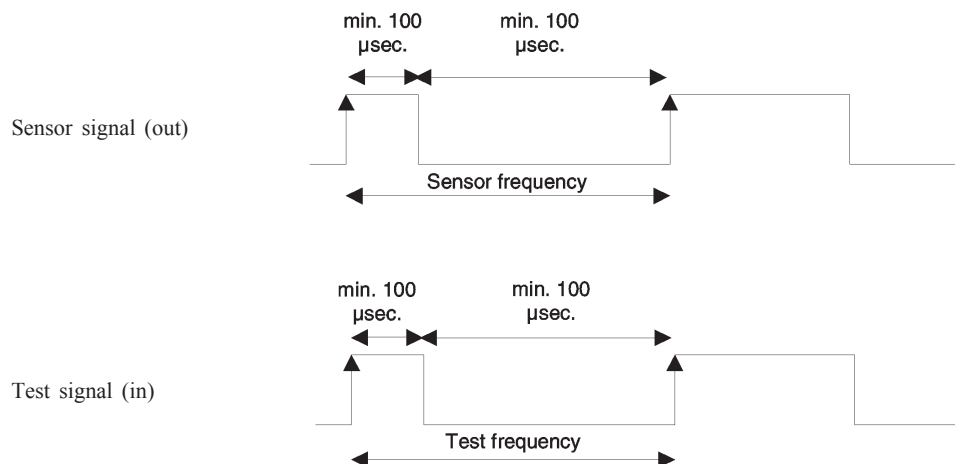 min. 100 min. 100
µsec. µsec.
Sensor signal (out)
Sensor frequency
min. 100 min. 100
µsec. µsec.
Test signal (in)
Test frequency